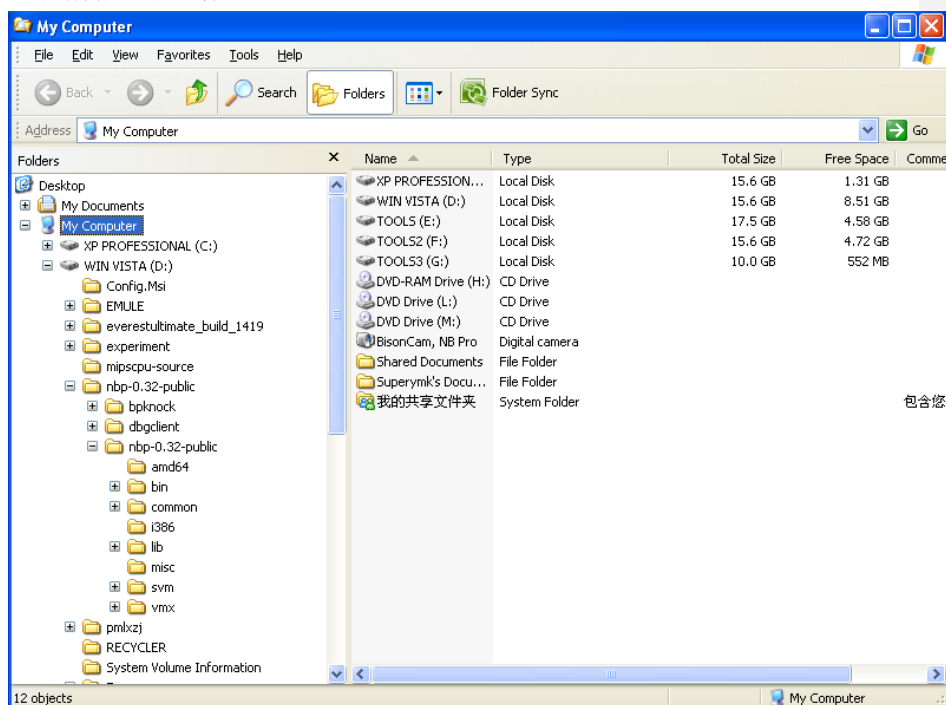 My Computer
File Edit View Favorites Tools Help
Back Search Folders Folder Sync
Address My Computer Go
Folders
Desktop
My Documents
My Computer
XP PROFESSIONAL (C:)
WIN VISTA (D:)
Config.Msi
EMULE
everestultimate_build_1419
experiment
mipscpu-source
nbp-0.32-public
bpknock
dbgclient
nbp-0.32-public
amd64
bin
common
i386
lib
misc
svm
vmx
pmlxzj
RECYCLER
System Volume Information
Name Type Total Size Free Space Comme
XP PROFESSION... Local Disk 15.6 GB 1.31 GB
WIN VISTA (D:) Local Disk 15.6 GB 8.51 GB
TOOLS (E:) Local Disk 17.5 GB 4.58 GB
TOOLS2 (F:) Local Disk 15.6 GB 4.72 GB
TOOLS3 (G:) Local Disk 10.0 GB 552 MB
DVD-RAM Drive (H:) CD Drive
DVD Drive (L:) CD Drive
DVD Drive (M:) CD Drive
BisonCam, NB Pro Digital camera
Shared Documents File Folder
Superymk's Docu... File Folder
我的共享文件夹 System Folder 包含您
12 objects My Computer